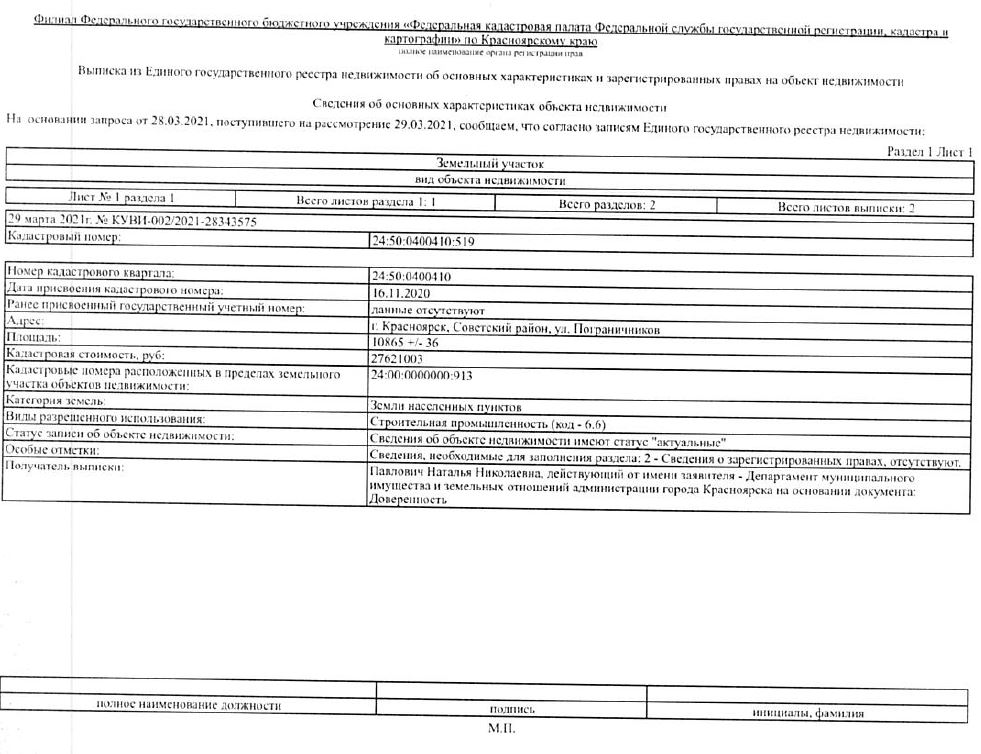 Филиал Федерального государственного бюджетного учреждения «Федеральная кадастровая палата Федеральной службы государственной регистрации, кадастра и
картографии» по Красноярскому краю
полное наименование органа регистрации прав
Выписка из Единого государственного реестра недвижимости об основных характеристиках и зарегистрированных правах на объект недвижимости
Сведения об основных характеристиках объекта недвижимости
На основании запроса от 28.03.2021, поступившего на рассмотрение 29.03.2021, сообщаем, что согласно записям Единого государственного реестра недвижимости:
Раздел 1 Лист 1
Земельный участок
вид объекта недвижимости
Лист № 1 раздела 1 Всего листов раздела 1: 1 Всего разделов: 2 Всего листов выписки: 2
29 марта 2021г. № КУВИ-002/2021-28343575
Кадастровый номер: 24:50:0400410:519
Номер кадастрового квартала: 24:50:0400410
Дата присвоения кадастрового номера: 16.11.2020
Ранее присвоенный государственный учетный номер: данные отсутствуют
Адрес: г. Красноярск, Советский район, ул. Пограничников
Площадь: 10865 +/- 36
Кадастровая стоимость, руб: 27621003
Кадастровые номера расположенных в пределах земельного 24:00:0000000:913
участка объектов недвижимости:
Категория земель: Земли населенных пунктов
Виды разрешенного использования: Строительная промышленность (код - 6.6)
Статус записи об объекте недвижимости: Сведения об объекте недвижимости имеют статус "актуальные"
Особые отметки: Сведения, необходимые для заполнения раздела: 2 - Сведения о зарегистрированных правах, отсутствуют.
Получатель выписки: Павлович Наталья Николаевна, действующий от имени заявителя - Департамент муниципального
имущества и земельных отношений администрации города Красноярска на основании документа:
Доверенность
полное наименование должности подпись инициалы, фамилия
М.П.